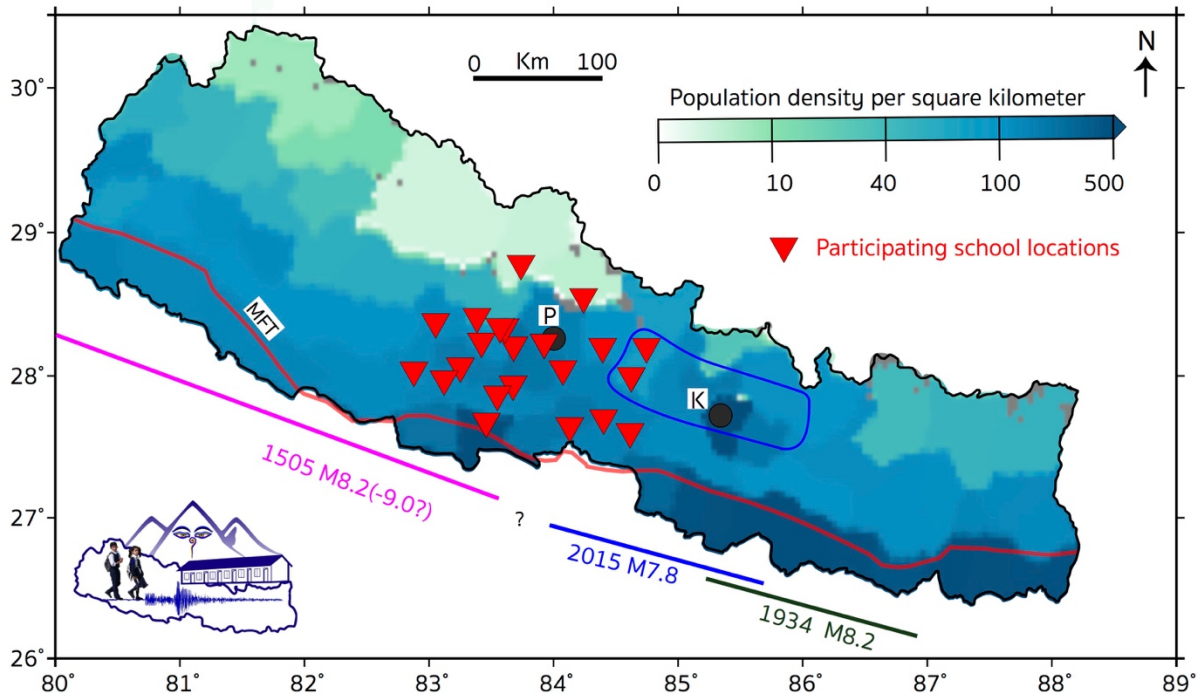 0 Km 100
N
30°
Population density per square kilometer
0 10 40 100 500
29°
Participating school locations
MFT
P
28°
K
1505 M8.2(-9.0?)
27°
?
2015 M7.8
1934 M8.2
26°
80° 81° 82° 83° 84° 85° 86° 87° 88° 89°